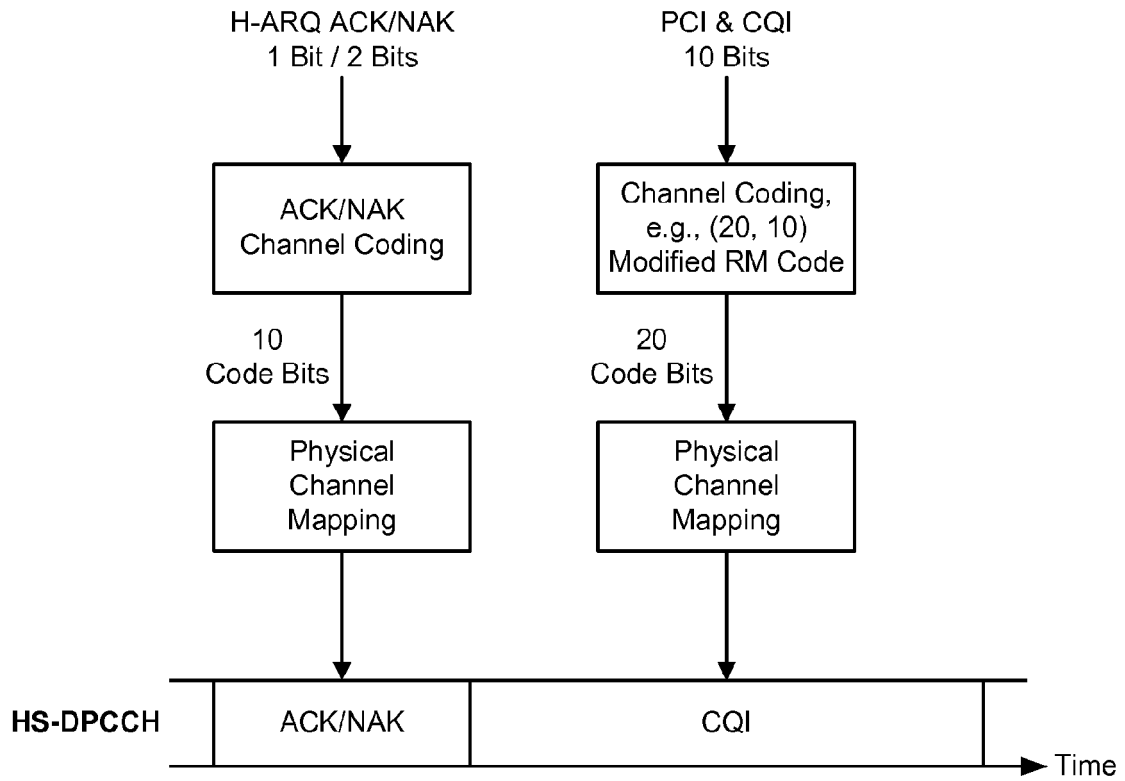 H-ARQ ACK/NAK
1 Bit / 2 Bits
PCI & CQI
10 Bits
ACK/NAK
Channel Coding
Channel Coding,
e.g., (20, 10)
Modified RM Code
10
Code Bits
20
Code Bits
Physical
Channel
Mapping
Physical
Channel
Mapping
HS-DPCCH
ACK/NAK
CQI
Time